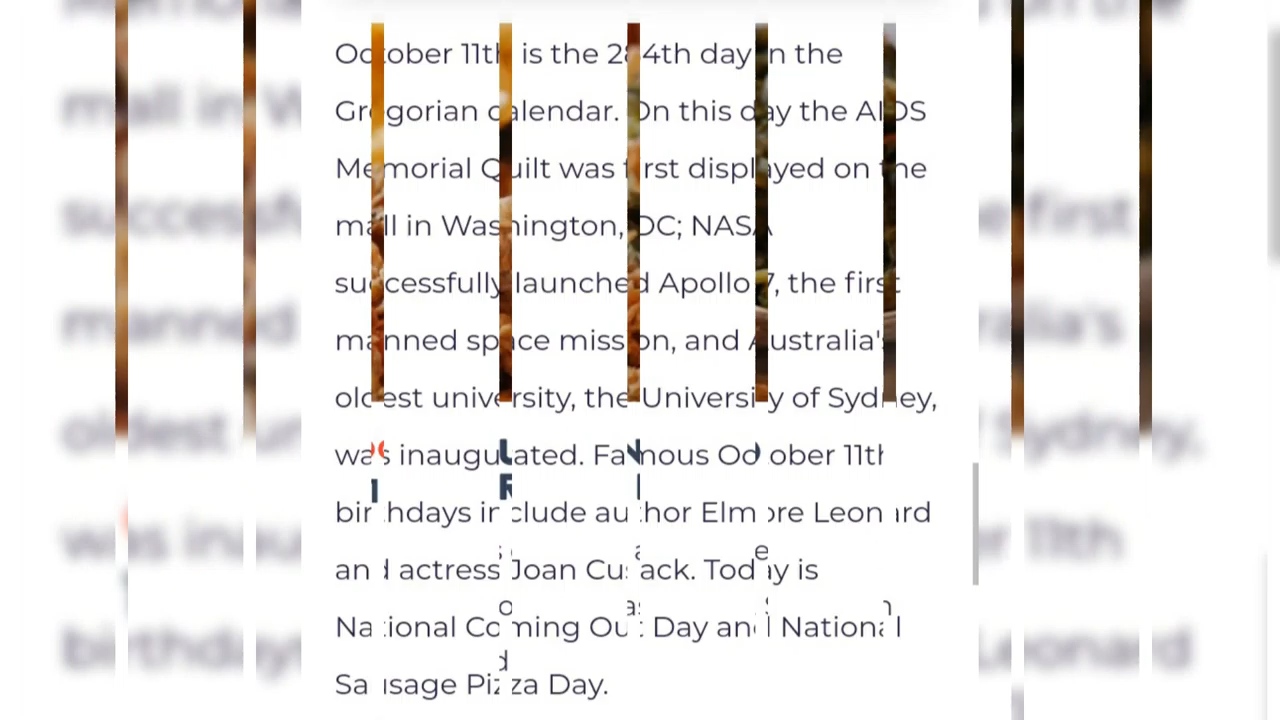 October 11th is the 284th day in the
Gregorian calendar. On this day the AIDS
Memorial Quilt was first displayed on the
mall in Washington, DC; NASA
successfully launched Apollo 7, the first
manned space mission, and Australia's
oldest university, the University of Sydney,
was inaugurated. Famous October 11th
birthdays include author Elmore Leonard
and actress Joan Cusack. Today is
National Coming Out Day and National
Sausage Pizza Day.